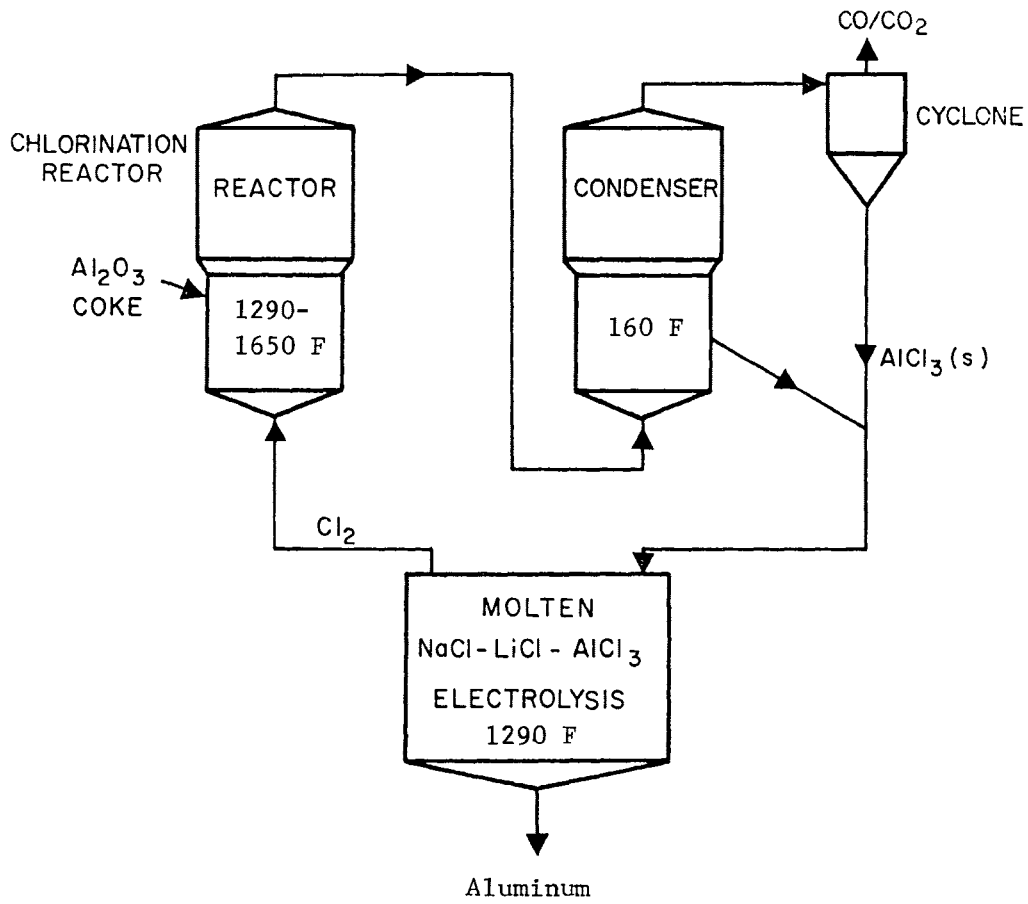 CO/CO₂
CYCLONE
CHLORINATION
REACTOR
REACTOR
CONDENSER
Al₂O₃
COKE
1290-
1650 F
160 F
AlCl₃(s)
Cl₂
MOLTEN
NaCl-LiCl-AlCl₃
ELECTROLYSIS
1290 F
Aluminum